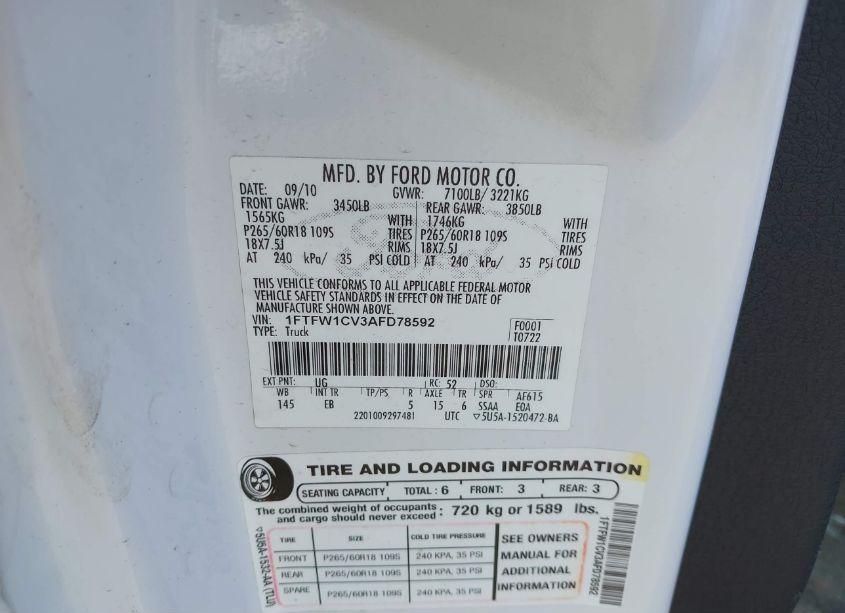 MFD. BY FORD MOTOR CO.
DATE: 09/10 GVWR: 7100LB/ 3221KG
FRONT GAWR: 3450LB REAR GAWR: 3850LB
1565KG WITH 1746KG WITH
P265/60R18 109S TIRES P265/60R18 109S TIRES
18X7.5J RIMS 18X7.5J RIMS
AT 240 kPa/ 35 PSI COLD AT 240 kPa/ 35 PSI COLD
THIS VEHICLE CONFORMS TO ALL APPLICABLE FEDERAL MOTOR
VEHICLE SAFETY STANDARDS IN EFFECT ON THE DATE OF
MANUFACTURE SHOWN ABOVE.
VIN: 1FTFW1CV3AFD78592 F0001
TYPE: Truck T0722
EXT PNT: UG RC: 52 DSO:
WB INT TR TP/PS R AXLE TR SPR AF615
145 EB 5 15 6 SSAA E0A
2201009297481 UTC ▽5U5A-1520472-BA
TIRE AND LOADING INFORMATION
SEATING CAPACITY TOTAL : 6 FRONT: 3 REAR: 3
The combined weight of occupants and cargo should never exceed : 720 kg or 1589 lbs.
TIRE SIZE COLD TIRE PRESSURE
FRONT P265/60R18 109S 240 KPA, 35 PSI
REAR P265/60R18 109S 240 KPA, 35 PSI
SPARE P265/60R18 109S 240 KPA, 35 PSI
SEE OWNERS
MANUAL FOR
ADDITIONAL
INFORMATION
▽5U5A-1532-AA (TLU)
1FTFW1CV3AFD78592